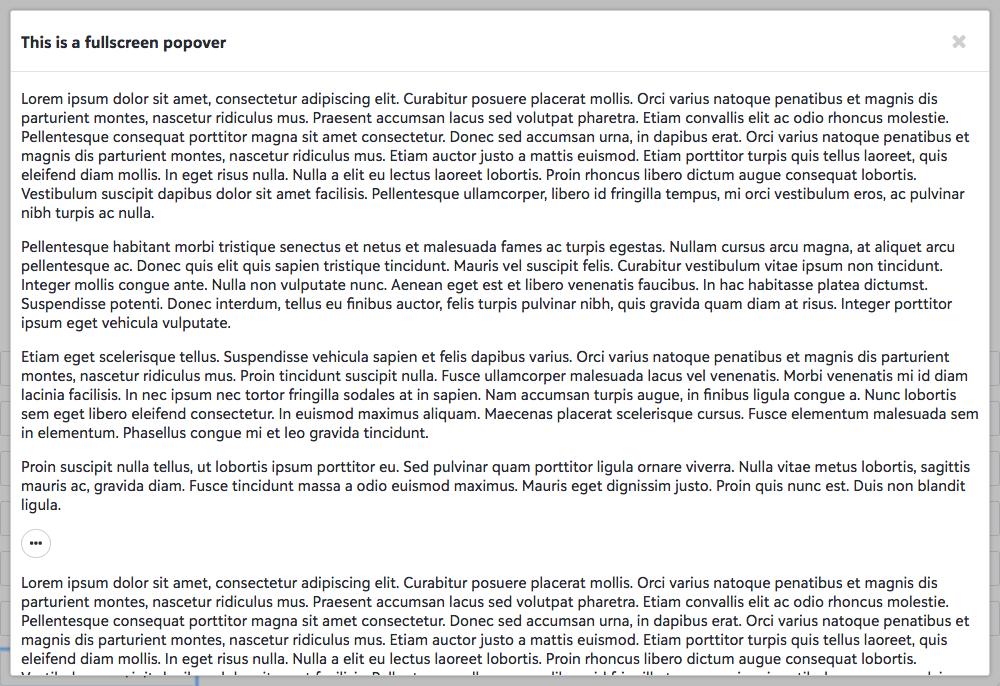 This is a fullscreen popover
Lorem ipsum dolor sit amet, consectetur adipiscing elit. Curabitur posuere placerat mollis. Orci varius natoque penatibus et magnis dis
parturient montes, nascetur ridiculus mus. Praesent accumsan lacus sed volutpat pharetra. Etiam convallis elit ac odio rhoncus molestie.
Pellentesque consequat porttitor magna sit amet consectetur. Donec sed accumsan urna, in dapibus erat. Orci varius natoque penatibus et
magnis dis parturient montes, nascetur ridiculus mus. Etiam auctor justo a mattis euismod. Etiam porttitor turpis quis tellus laoreet, quis
eleifend diam mollis. In eget risus nulla. Nulla a elit eu lectus laoreet lobortis. Proin rhoncus libero dictum augue consequat lobortis.
Vestibulum suscipit dapibus dolor sit amet facilisis. Pellentesque ullamcorper, libero id fringilla tempus, mi orci vestibulum eros, ac pulvinar
nibh turpis ac nulla.
Pellentesque habitant morbi tristique senectus et netus et malesuada fames ac turpis egestas. Nullam cursus arcu magna, at aliquet arcu
pellentesque ac. Donec quis elit quis sapien tristique tincidunt. Mauris vel suscipit felis. Curabitur vestibulum vitae ipsum non tincidunt.
Integer mollis congue ante. Nulla non vulputate nunc. Aenean eget est et libero venenatis faucibus. In hac habitasse platea dictumst.
Suspendisse potenti. Donec interdum, tellus eu finibus auctor, felis turpis pulvinar nibh, quis gravida quam diam at risus. Integer porttitor
ipsum eget vehicula vulputate.
Etiam eget scelerisque tellus. Suspendisse vehicula sapien et felis dapibus varius. Orci varius natoque penatibus et magnis dis parturient
montes, nascetur ridiculus mus. Proin tincidunt suscipit nulla. Fusce ullamcorper malesuada lacus vel venenatis. Morbi venenatis mi id diam
lacinia facilisis. In nec ipsum nec tortor fringilla sodales at in sapien. Nam accumsan turpis augue, in finibus ligula congue a. Nunc lobortis
sem eget libero eleifend consectetur. In euismod maximus aliquam. Maecenas placerat scelerisque cursus. Fusce elementum malesuada sem
in elementum. Phasellus congue mi et leo gravida tincidunt.
Proin suscipit nulla tellus, ut lobortis ipsum porttitor eu. Sed pulvinar quam porttitor ligula ornare viverra. Nulla vitae metus lobortis, sagittis
mauris ac, gravida diam. Fusce tincidunt massa a odio euismod maximus. Mauris eget dignissim justo. Proin quis nunc est. Duis non blandit
ligula.
Lorem ipsum dolor sit amet, consectetur adipiscing elit. Curabitur posuere placerat mollis. Orci varius natoque penatibus et magnis dis
parturient montes, nascetur ridiculus mus. Praesent accumsan lacus sed volutpat pharetra. Etiam convallis elit ac odio rhoncus molestie.
Pellentesque consequat porttitor magna sit amet consectetur. Donec sed accumsan urna, in dapibus erat. Orci varius natoque penatibus et
magnis dis parturient montes, nascetur ridiculus mus. Etiam auctor justo a mattis euismod. Etiam porttitor turpis quis tellus laoreet, quis
eleifend diam mollis. In eget risus nulla. Nulla a elit eu lectus laoreet lobortis. Proin rhoncus libero dictum augue consequat lobortis.